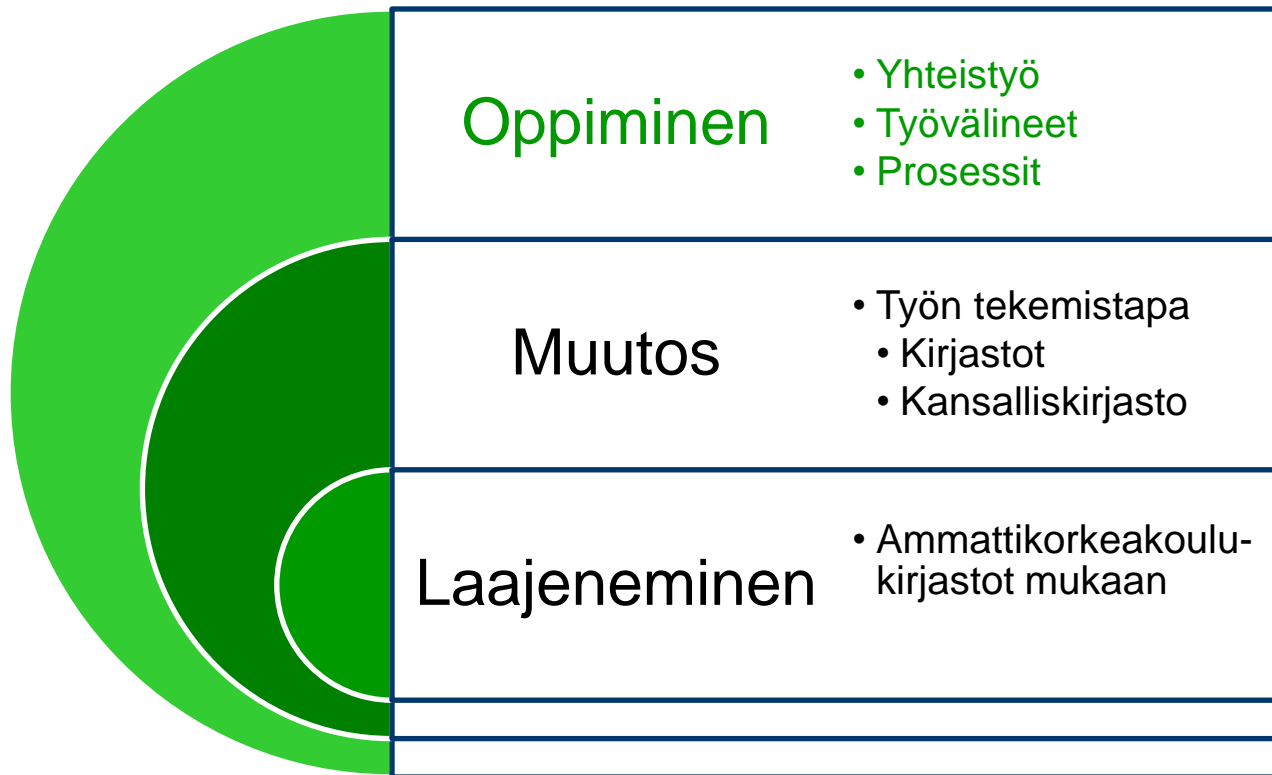 Oppiminen
• Yhteistyö
• Työvälineet
• Prosessit
Muutos
• Työn tekemistapa
• Kirjastot
• Kansalliskirjasto
Laajeneminen
• Ammattikorkeakoulu-
kirjastot mukaan